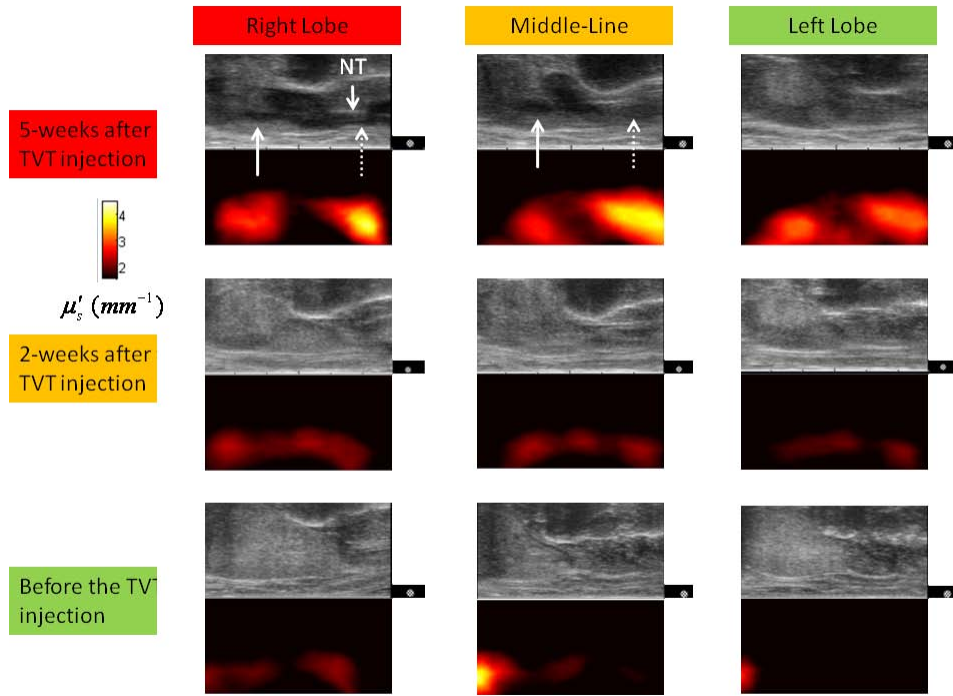 Right Lobe
Middle-Line
Left Lobe
NT
5-weeks after
TVT injection
4
3
2
μ′s (mm⁻¹)
2-weeks after
TVT injection
Before the TVT
injection